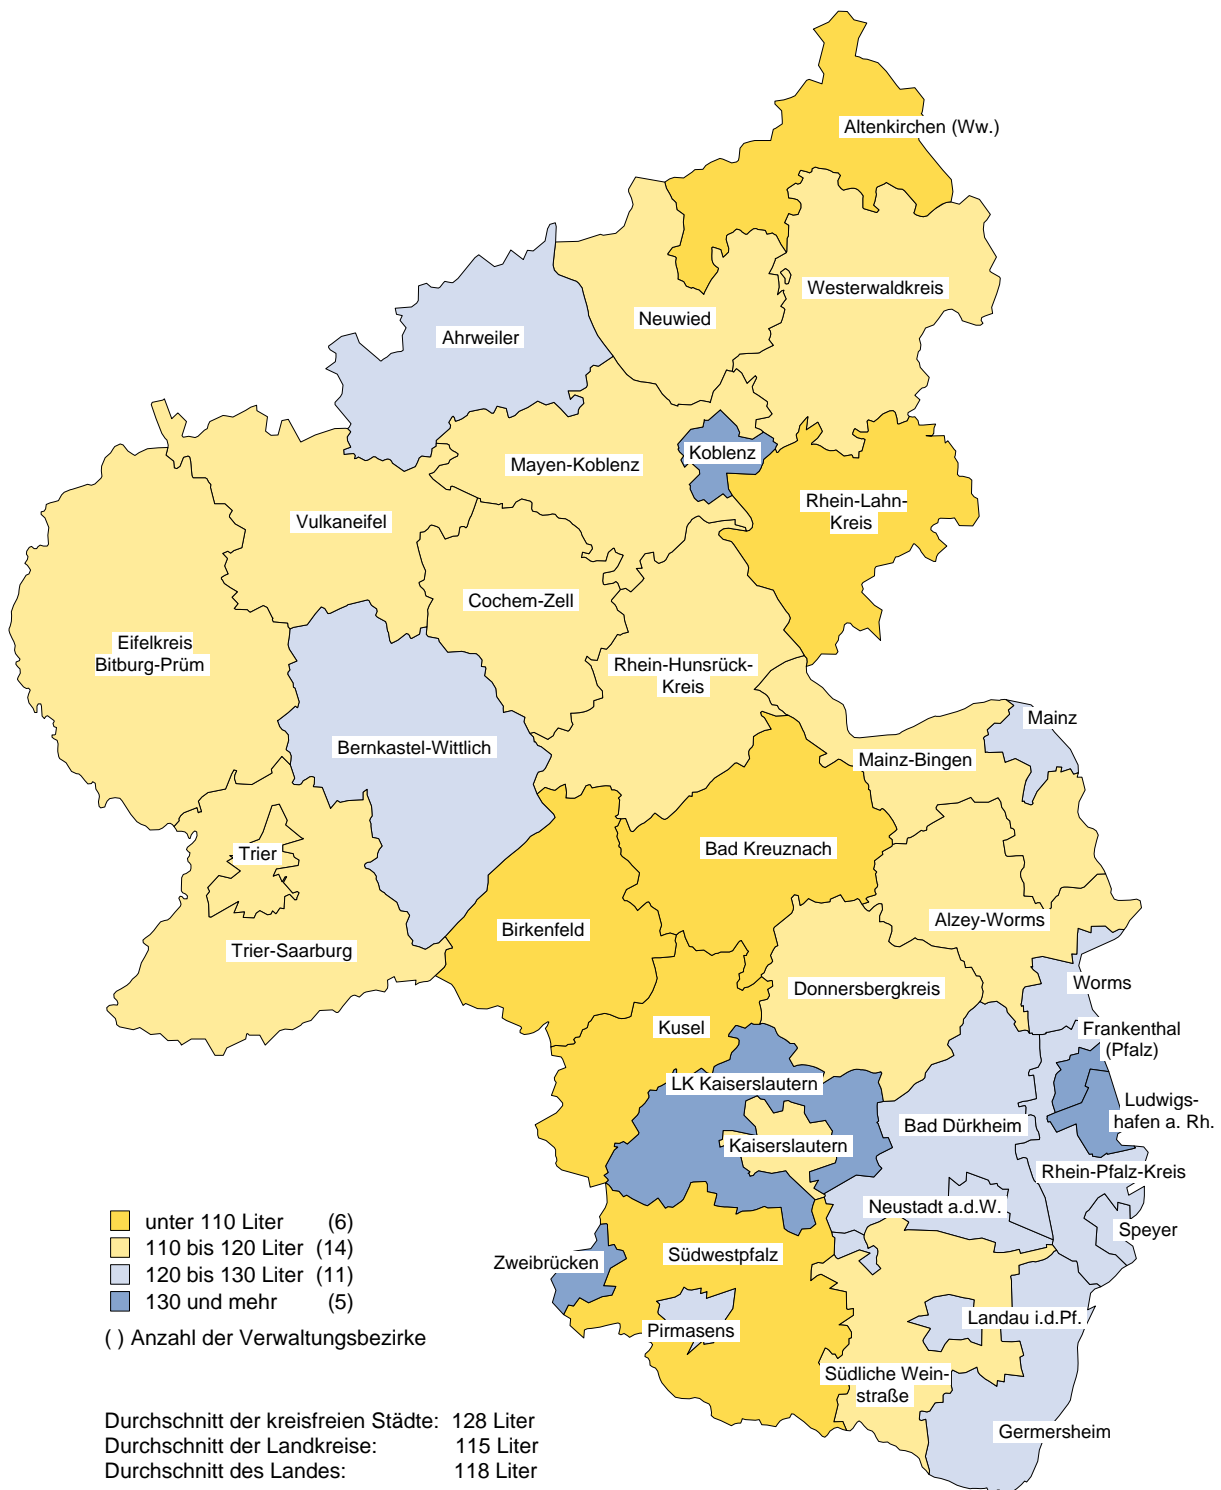 Altenkirchen (Ww.)
Westerwaldkreis
Neuwied
Ahrweiler
Koblenz
Mayen-Koblenz
Rhein-Lahn-
Kreis
Vulkaneifel
Cochem-Zell
Eifelkreis
Bitburg-Prüm
Rhein-Hunsrück-
Kreis
Mainz
Bernkastel-Wittlich
Mainz-Bingen
Trier
Bad Kreuznach
Alzey-Worms
Birkenfeld
Trier-Saarburg
Donnersbergkreis
Worms
Kusel
Frankenthal
(Pfalz)
LK Kaiserslautern
Ludwigs-
hafen a. Rh.
Bad Dürkheim
Kaiserslautern
Rhein-Pfalz-Kreis
Neustadt a.d.W.
Speyer
Zweibrücken
Südwestpfalz
Pirmasens
Landau i.d.Pf.
Südliche Wein-
straße
Germersheim
unter 110 Liter (6)
110 bis 120 Liter (14)
120 bis 130 Liter (11)
130 und mehr (5)
( ) Anzahl der Verwaltungsbezirke
Durchschnitt der kreisfreien Städte: 128 Liter
Durchschnitt der Landkreise: 115 Liter
Durchschnitt des Landes: 118 Liter